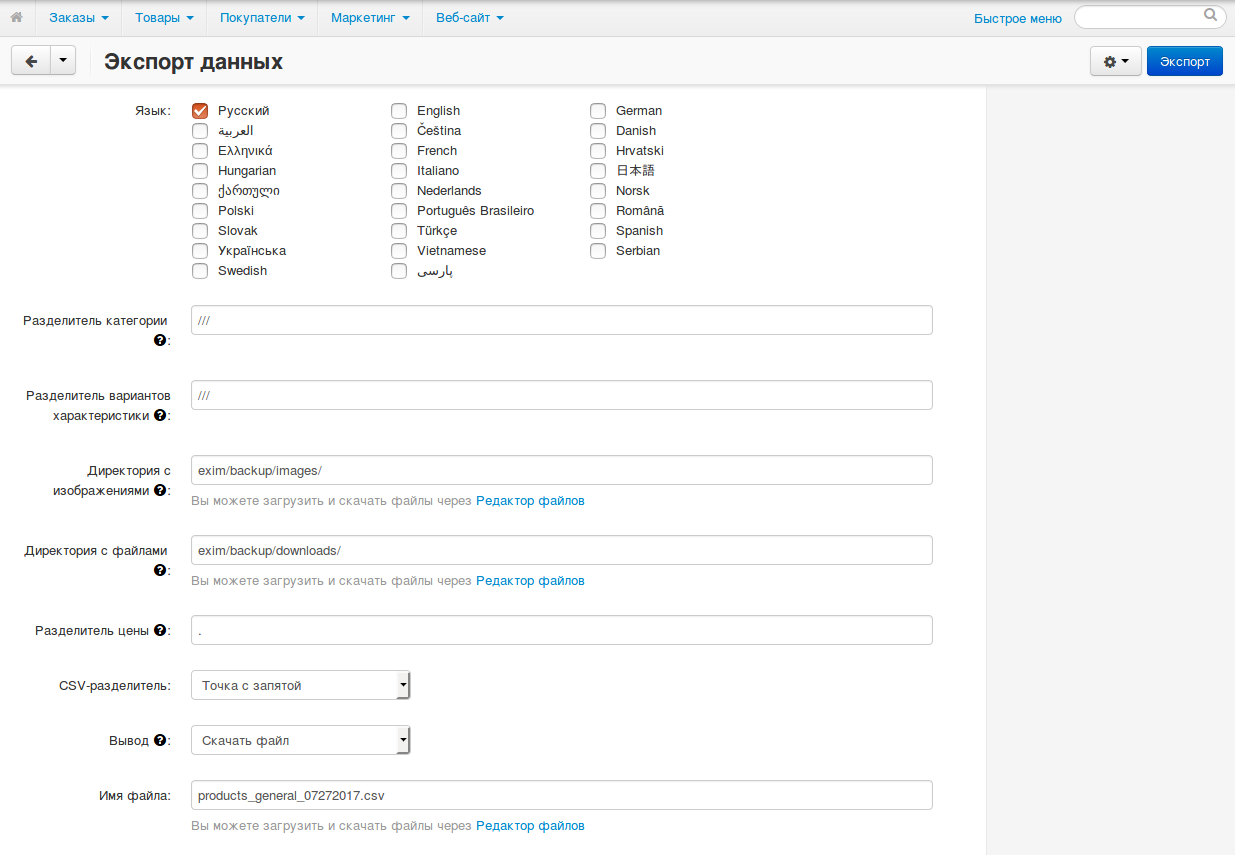 Заказы Товары Покупатели Маркетинг Веб-сайт Быстрое меню
Экспорт данных Экспорт
Язык: Русский English German
العربية Čeština Danish
Ελληνικά French Hrvatski
Hungarian Italiano 日本語
ქართული Nederlands Norsk
Polski Português Brasileiro Română
Slovak Türkçe Spanish
Українська Vietnamese Serbian
Swedish پارسی
Разделитель категории ///
?:
Разделитель вариантов ///
характеристики ?:
Директория с exim/backup/images/
изображениями ?:
Вы можете загрузить и скачать файлы через Редактор файлов
Директория с файлами exim/backup/downloads/
?:
Вы можете загрузить и скачать файлы через Редактор файлов
Разделитель цены ?: .
CSV-разделитель: Точка с запятой
Вывод ?: Скачать файл
Имя файла: products_general_07272017.csv
Вы можете загрузить и скачать файлы через Редактор файлов